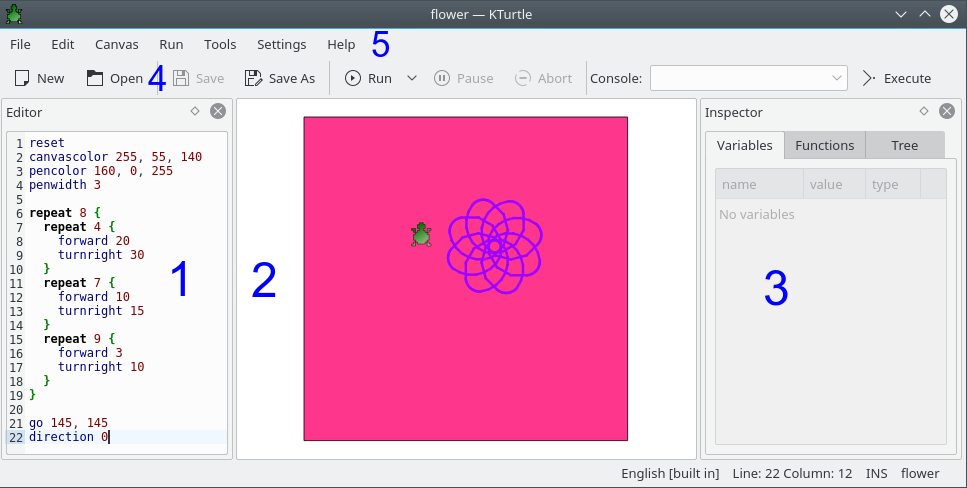 flower — KTurtle
File Edit Canvas Run Tools Settings Help 5
New Open 4 Save Save As Run Pause Abort Console: Execute
Editor
1 reset
2 canvascolor 255, 55, 140
3 pencolor 160, 0, 255
4 penwidth 3
5
6 repeat 8 {
7 repeat 4 {
8 forward 20
9 turnright 30
10 }
11 repeat 7 {
12 forward 10
13 turnright 15
14 }
15 repeat 9 {
16 forward 3
17 turnright 10
18 }
19 }
20
21 go 145, 145
22 direction 0
1
2
Inspector
Variables Functions Tree
name value type
No variables
3
English [built in] Line: 22 Column: 12 INS flower